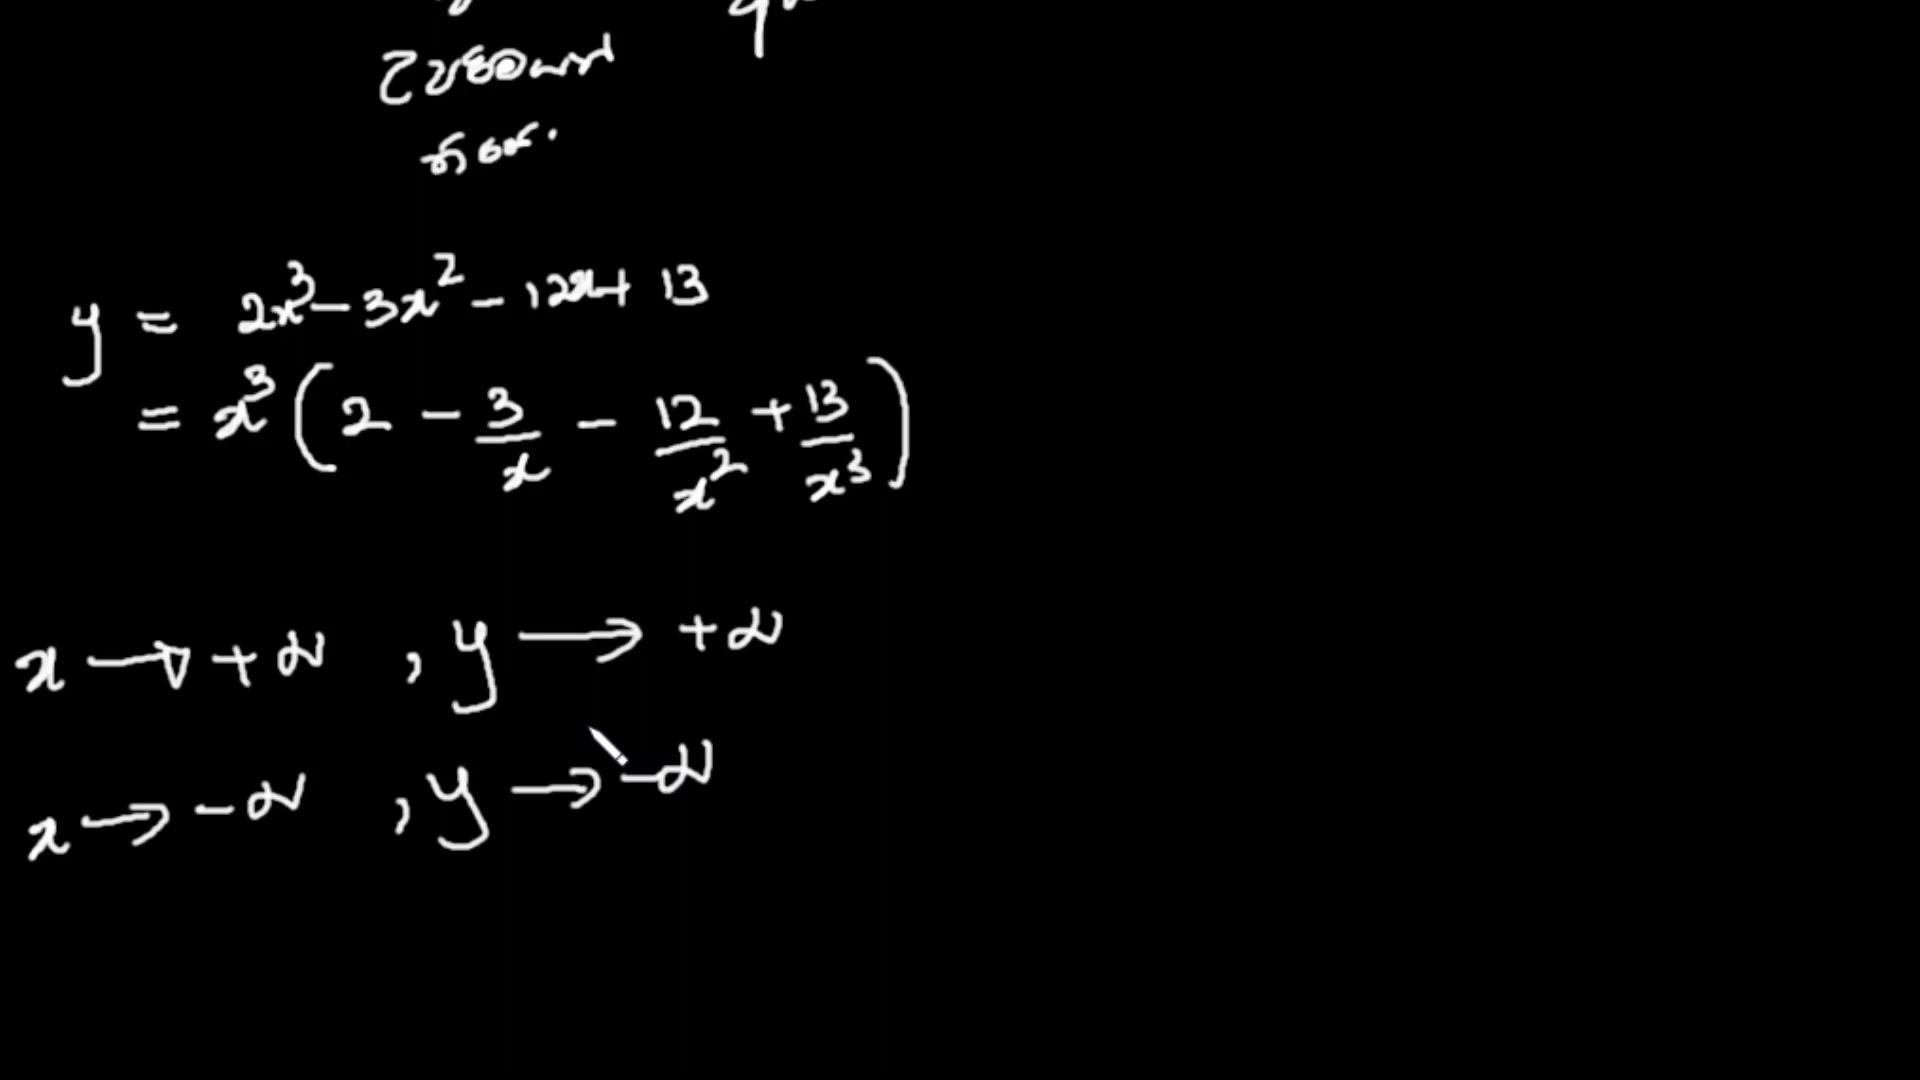 y = 2x³ - 3x² - 12x + 13
= x³ ( 2 - 3/x - 12/x² + 13/x³ )
x → + ∞ , y → + ∞
x → - ∞ , y → - ∞